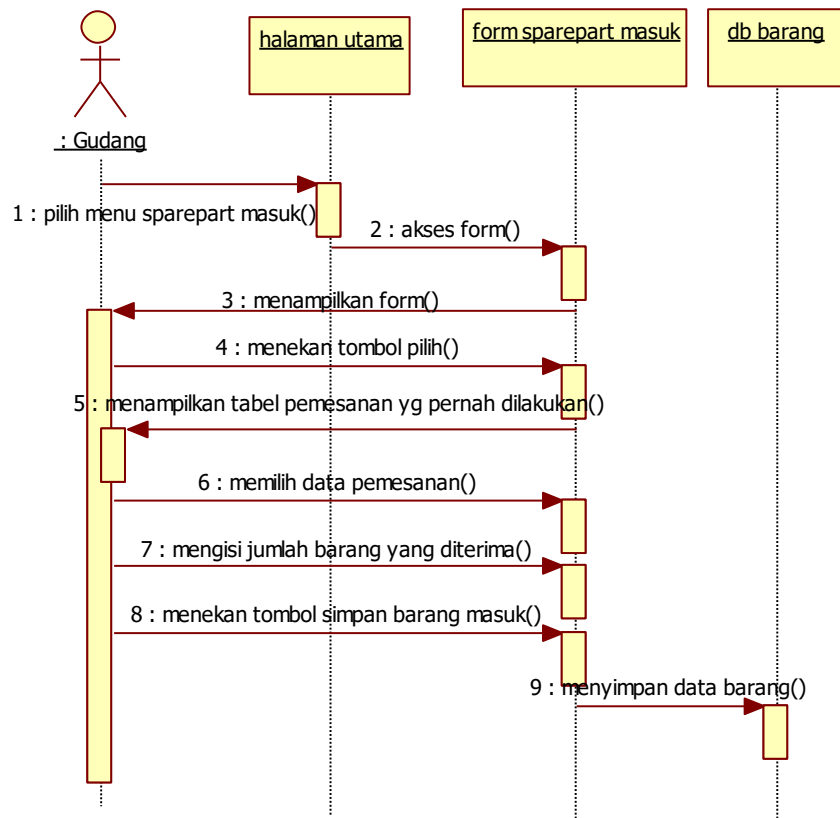 halaman utama
form sparepart masuk
db barang
: Gudang
1 : pilih menu sparepart masuk()
2 : akses form()
3 : menampilkan form()
4 : menekan tombol pilih()
5 : menampilkan tabel pemesanan yg pernah dilakukan()
6 : memilih data pemesanan()
7 : mengisi jumlah barang yang diterima()
8 : menekan tombol simpan barang masuk()
9 : menyimpan data barang()